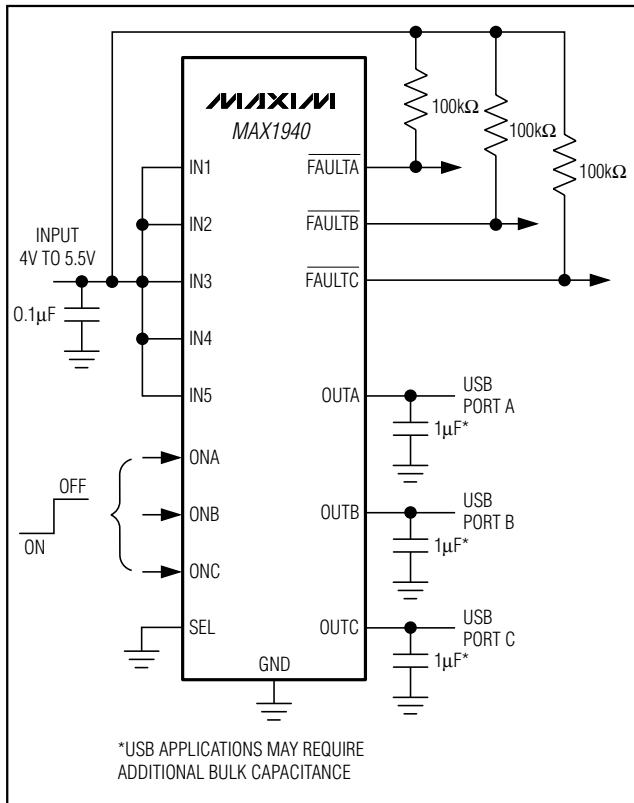 MAXIM
MAX1940
100kΩ
100kΩ
100kΩ
IN1
FAULTA
IN2
FAULTB
INPUT
4V TO 5.5V
IN3
FAULTC
0.1μF
IN4
IN5
OUTA
USB
PORT A
1μF*
ONA
OFF
ON
ONB
OUTB
USB
PORT B
1μF*
ONC
SEL
OUTC
USB
PORT C
1μF*
GND
*USB APPLICATIONS MAY REQUIRE
ADDITIONAL BULK CAPACITANCE